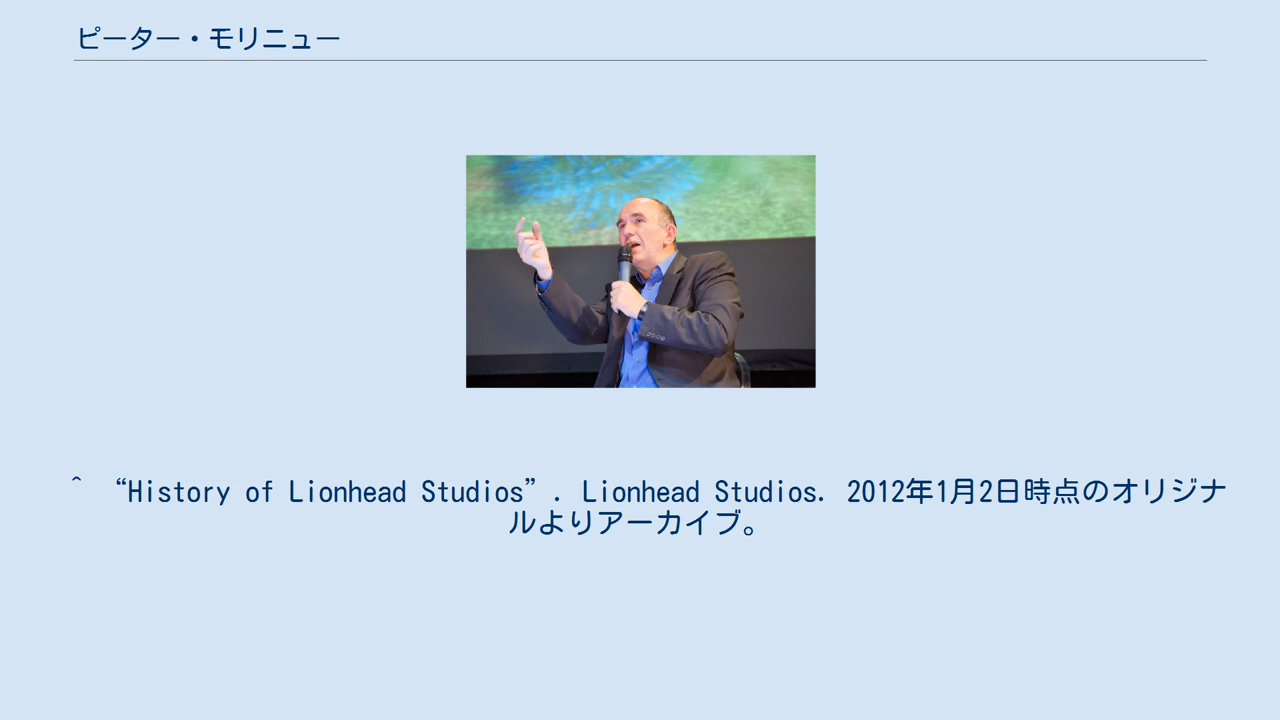 ピーター・モリニュー
^ “History of Lionhead Studios”. Lionhead Studios. 2012年1月2日時点のオリジナ
ルよりアーカイブ。